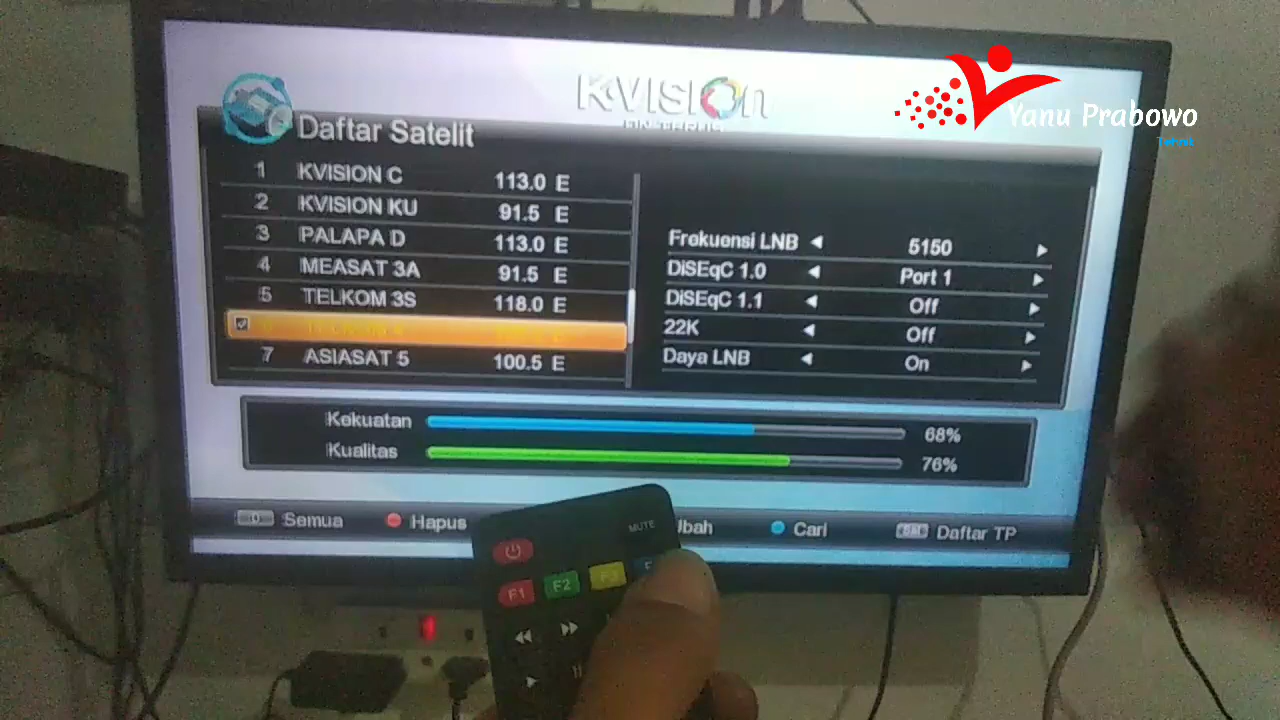 KVISION
Yanu Prabowo
Daftar Satelit
1 KVISION C 113.0 E
2 KVISION KU 91.5 E
3 PALAPA D 113.0 E
4 MEASAT 3A 91.5 E
5 TELKOM 3S 118.0 E
7 ASIASAT 5 100.5 E
Frekuensi LNB 5150
DiSEqC 1.0 Port 1
DiSEqC 1.1 Off
22K Off
Daya LNB On
Kekuatan 68%
Kualitas 76%
Semua Hapus Ubah Cari Daftar TP
MUTE
F1 F2 F3 F